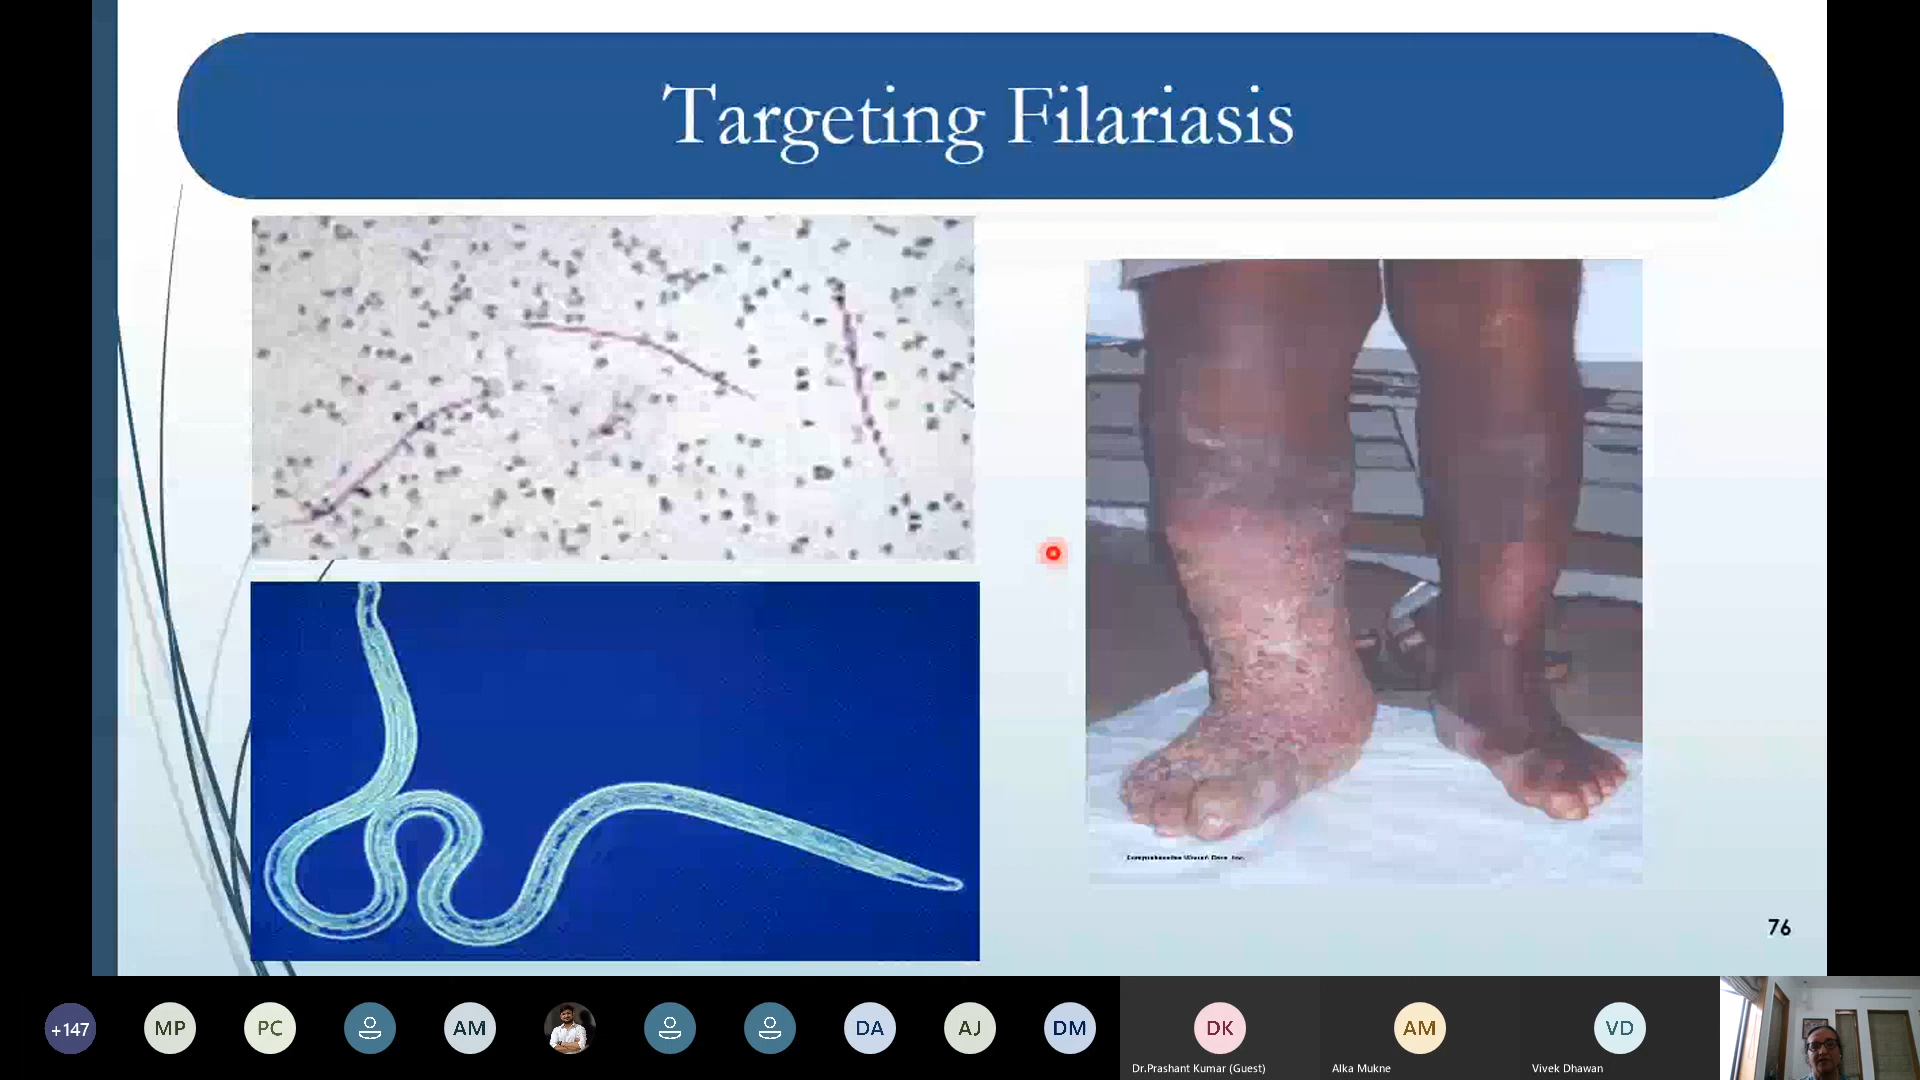 Targeting Filariasis
76
+147
MP
PC
AM
DA
AJ
DM
DK
Dr.Prashant Kumar (Guest)
AM
Alka Mukne
VD
Vivek Dhawan